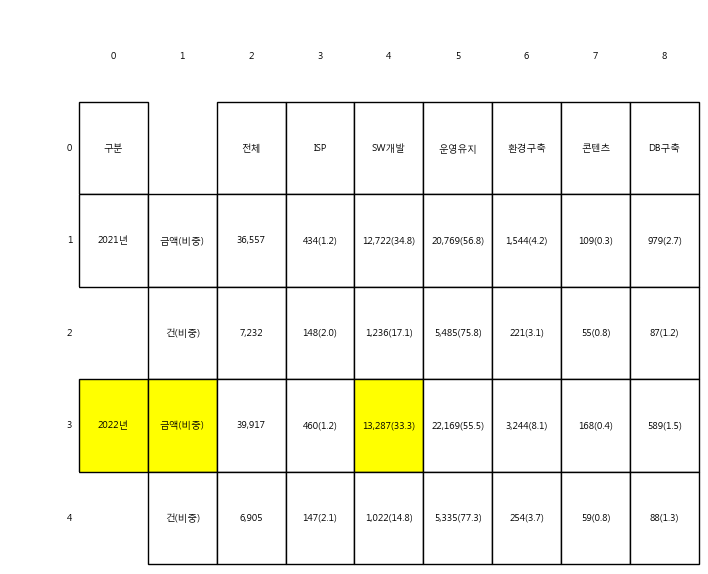 0 1 2 3 4 5 6 7 8
0 구분 전체 ISP SW개발 운영유지 환경구축 콘텐츠 DB구축
1 2021년 금액(비중) 36,557 434(1.2) 12,722(34.8) 20,769(56.8) 1,544(4.2) 109(0.3) 979(2.7)
2 건(비중) 7,232 148(2.0) 1,236(17.1) 5,485(75.8) 221(3.1) 55(0.8) 87(1.2)
3 2022년 금액(비중) 39,917 460(1.2) 13,287(33.3) 22,169(55.5) 3,244(8.1) 168(0.4) 589(1.5)
4 건(비중) 6,905 147(2.1) 1,022(14.8) 5,335(77.3) 254(3.7) 59(0.8) 88(1.3)